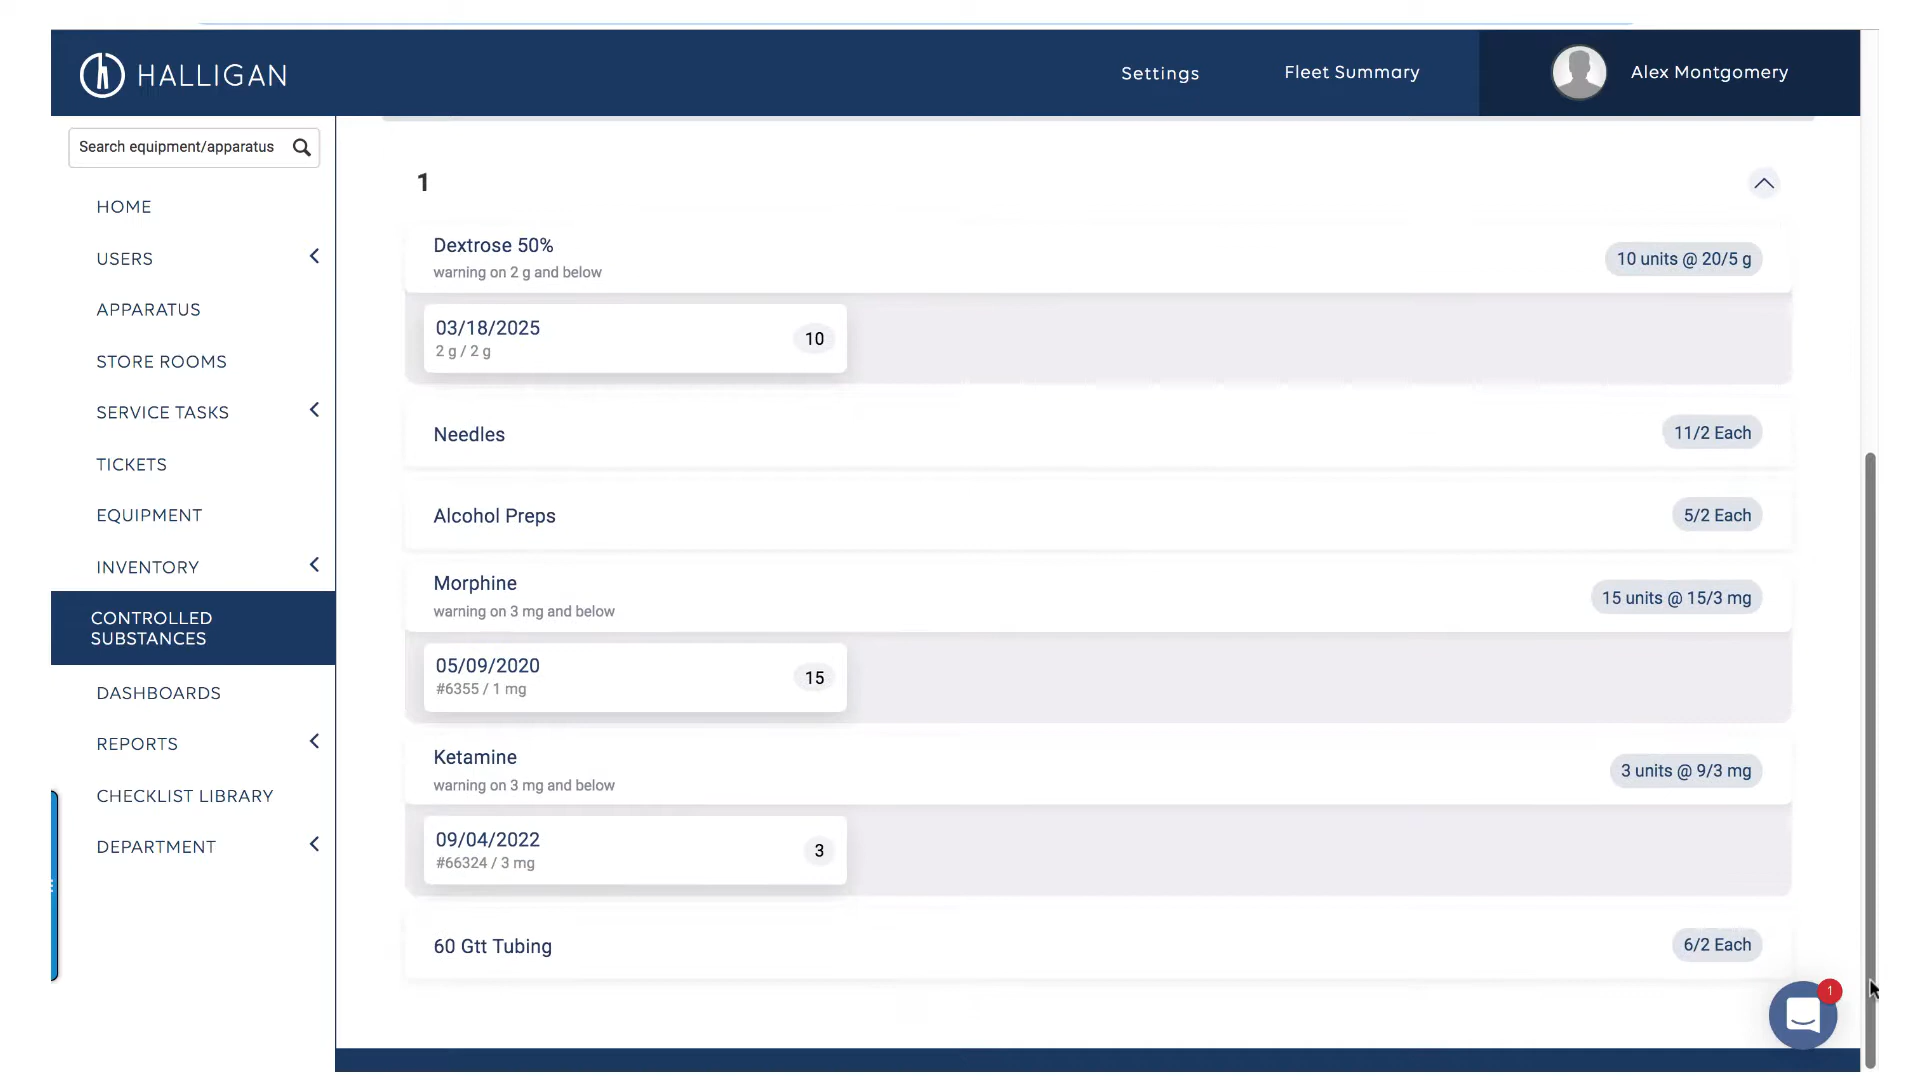 HALLIGAN
Settings
Fleet Summary
Alex Montgomery
Search equipment/apparatus
HOME
USERS
APPARATUS
STORE ROOMS
SERVICE TASKS
TICKETS
EQUIPMENT
INVENTORY
CONTROLLED
SUBSTANCES
DASHBOARDS
REPORTS
CHECKLIST LIBRARY
DEPARTMENT
1
Dextrose 50%
warning on 2 g and below
10 units @ 20/5 g
03/18/2025
2 g / 2 g
10
Needles
11/2 Each
Alcohol Preps
5/2 Each
Morphine
warning on 3 mg and below
15 units @ 15/3 mg
05/09/2020
#6355 / 1 mg
15
Ketamine
warning on 3 mg and below
3 units @ 9/3 mg
09/04/2022
#66324 / 3 mg
3
60 Gtt Tubing
6/2 Each
1